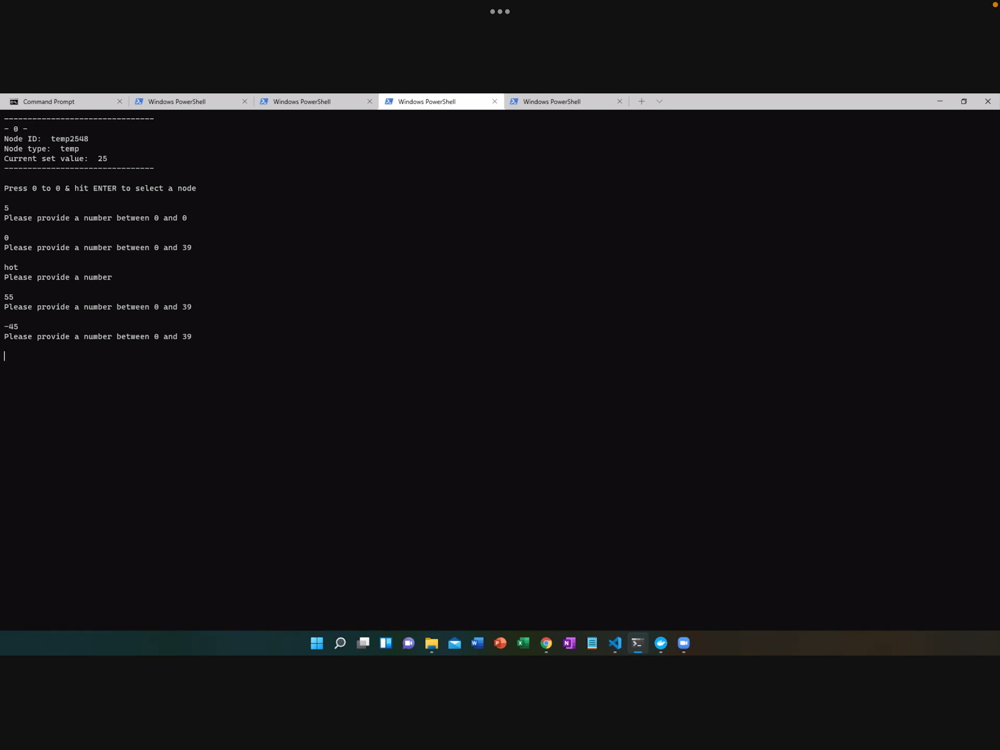 Command Prompt
Windows PowerShell
Windows PowerShell
Windows PowerShell
Windows PowerShell
--------------------------------
- 0 -
Node ID:  temp2548
Node type:  temp
Current set value:  25
--------------------------------
Press 0 to 0 & hit ENTER to select a node
5
Please provide a number between 0 and 0
0
Please provide a number between 0 and 39
hot
Please provide a number
55
Please provide a number between 0 and 39
-45
Please provide a number between 0 and 39